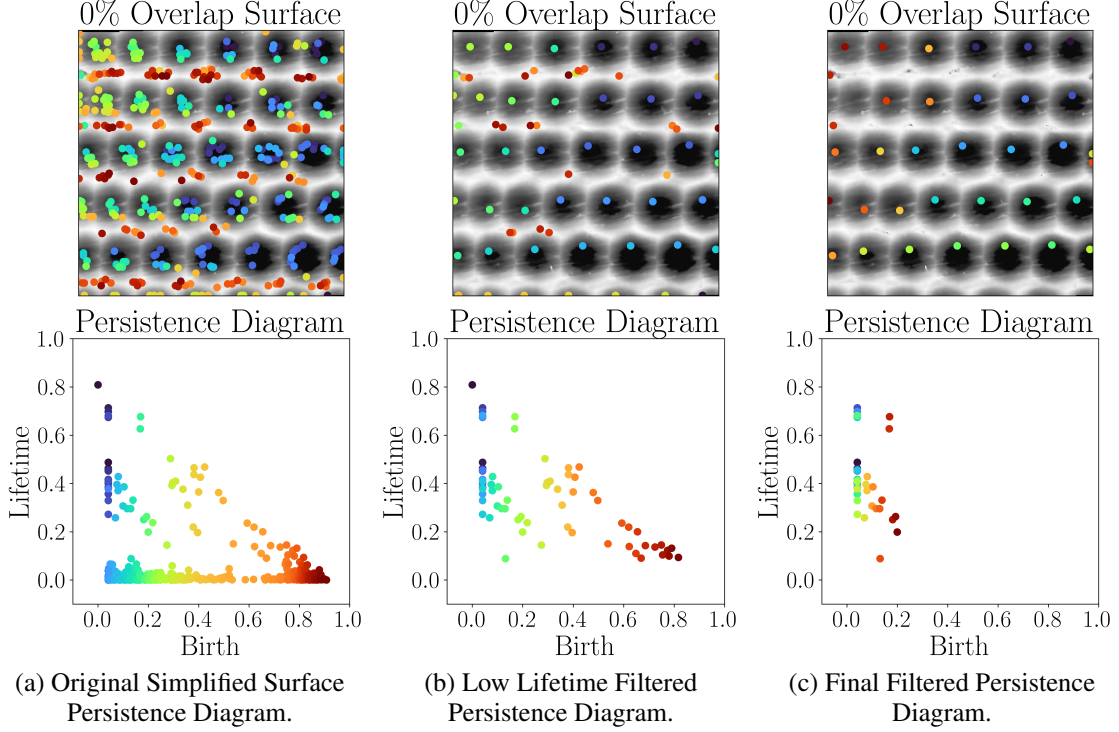 0% Overlap Surface
0% Overlap Surface
0% Overlap Surface
Persistence Diagram
Persistence Diagram
Persistence Diagram
1.0
0.8
0.6
0.4
0.2
0.0
Lifetime
0.0 0.2 0.4 0.6 0.8 1.0
Birth
1.0
0.8
0.6
0.4
0.2
0.0
Lifetime
0.0 0.2 0.4 0.6 0.8 1.0
Birth
1.0
0.8
0.6
0.4
0.2
0.0
Lifetime
0.0 0.2 0.4 0.6 0.8 1.0
Birth
(a) Original Simplified Surface
Persistence Diagram.
(b) Low Lifetime Filtered
Persistence Diagram.
(c) Final Filtered Persistence
Diagram.